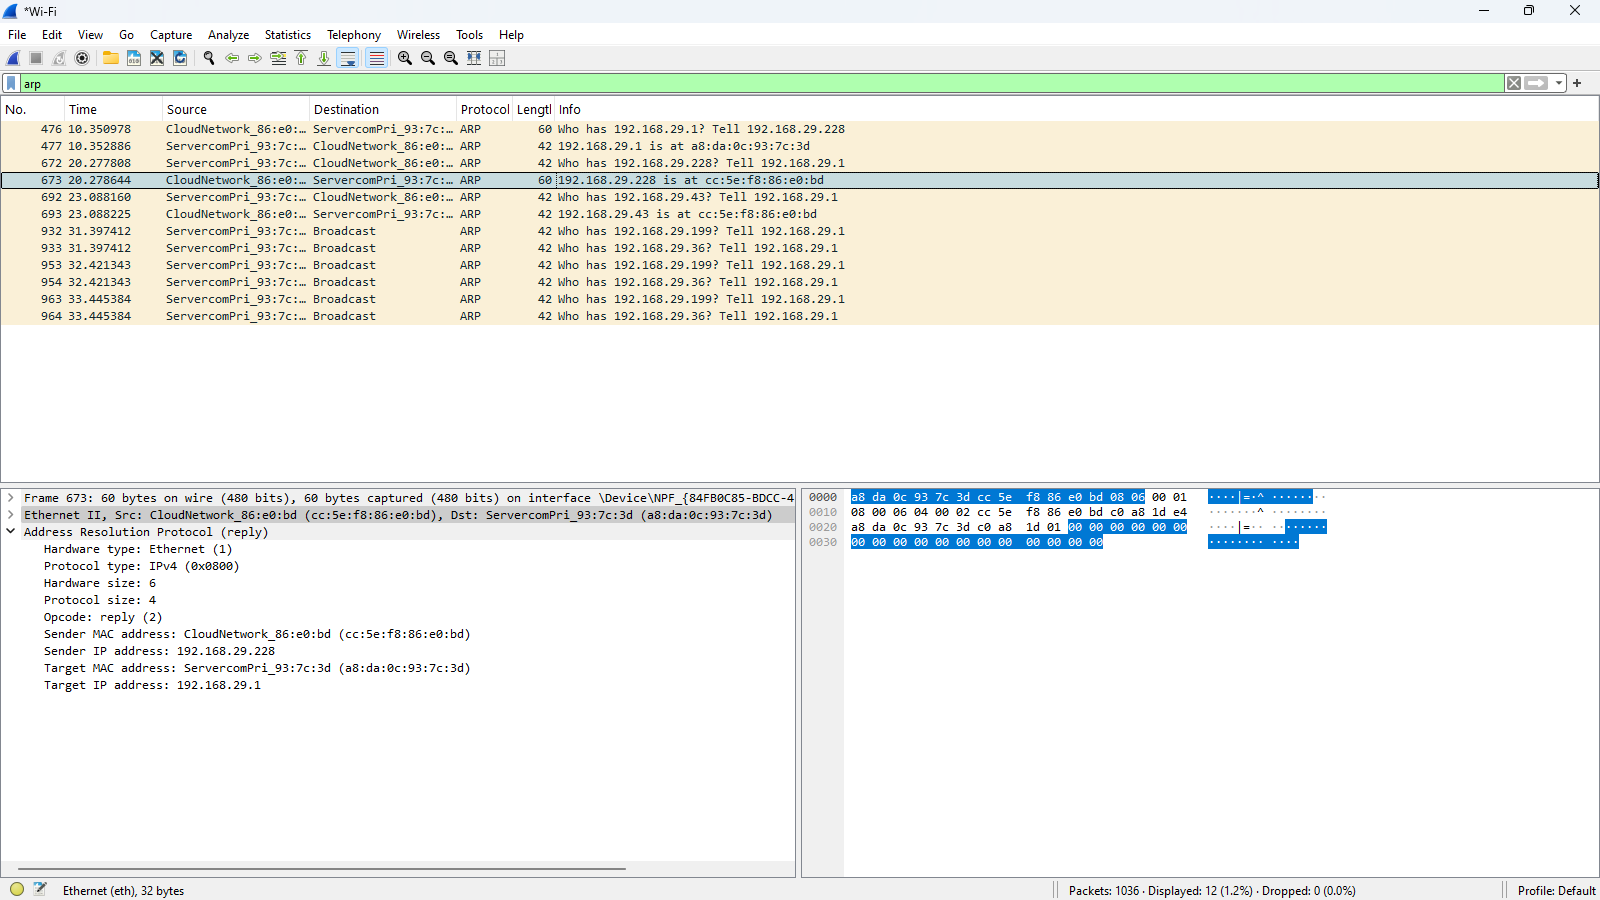 *Wi-Fi
File Edit View Go Capture Analyze Statistics Telephony Wireless Tools Help
arp
No. Time Source Destination Protocol Lengtl Info
476 10.350978 CloudNetwork_86:e0:… ServercomPri_93:7c:… ARP 60 Who has 192.168.29.1? Tell 192.168.29.228
477 10.352886 ServercomPri_93:7c:… CloudNetwork_86:e0:… ARP 42 192.168.29.1 is at a8:da:0c:93:7c:3d
672 20.277808 ServercomPri_93:7c:… CloudNetwork_86:e0:… ARP 42 Who has 192.168.29.228? Tell 192.168.29.1
673 20.278644 CloudNetwork_86:e0:… ServercomPri_93:7c:… ARP 60 192.168.29.228 is at cc:5e:f8:86:e0:bd
692 23.088160 ServercomPri_93:7c:… CloudNetwork_86:e0:… ARP 42 Who has 192.168.29.43? Tell 192.168.29.1
693 23.088225 CloudNetwork_86:e0:… ServercomPri_93:7c:… ARP 42 192.168.29.43 is at cc:5e:f8:86:e0:bd
932 31.397412 ServercomPri_93:7c:… Broadcast ARP 42 Who has 192.168.29.199? Tell 192.168.29.1
933 31.397412 ServercomPri_93:7c:… Broadcast ARP 42 Who has 192.168.29.36? Tell 192.168.29.1
953 32.421343 ServercomPri_93:7c:… Broadcast ARP 42 Who has 192.168.29.199? Tell 192.168.29.1
954 32.421343 ServercomPri_93:7c:… Broadcast ARP 42 Who has 192.168.29.36? Tell 192.168.29.1
963 33.445384 ServercomPri_93:7c:… Broadcast ARP 42 Who has 192.168.29.199? Tell 192.168.29.1
964 33.445384 ServercomPri_93:7c:… Broadcast ARP 42 Who has 192.168.29.36? Tell 192.168.29.1
Frame 673: 60 bytes on wire (480 bits), 60 bytes captured (480 bits) on interface \Device\NPF_{84FB0C85-BDCC-4
Ethernet II, Src: CloudNetwork_86:e0:bd (cc:5e:f8:86:e0:bd), Dst: ServercomPri_93:7c:3d (a8:da:0c:93:7c:3d)
Address Resolution Protocol (reply)
Hardware type: Ethernet (1)
Protocol type: IPv4 (0x0800)
Hardware size: 6
Protocol size: 4
Opcode: reply (2)
Sender MAC address: CloudNetwork_86:e0:bd (cc:5e:f8:86:e0:bd)
Sender IP address: 192.168.29.228
Target MAC address: ServercomPri_93:7c:3d (a8:da:0c:93:7c:3d)
Target IP address: 192.168.29.1
0000 a8 da 0c 93 7c 3d cc 5e f8 86 e0 bd 08 06 00 01 ····|=·^ ········
0010 08 00 06 04 00 02 cc 5e f8 86 e0 bd c0 a8 1d e4 ·······^ ········
0020 a8 da 0c 93 7c 3d c0 a8 1d 01 00 00 00 00 00 00 ····|=·· ········
0030 00 00 00 00 00 00 00 00 00 00 00 00 ········ ····
Ethernet (eth), 32 bytes
Packets: 1036 · Displayed: 12 (1.2%) · Dropped: 0 (0.0%)
Profile: Default